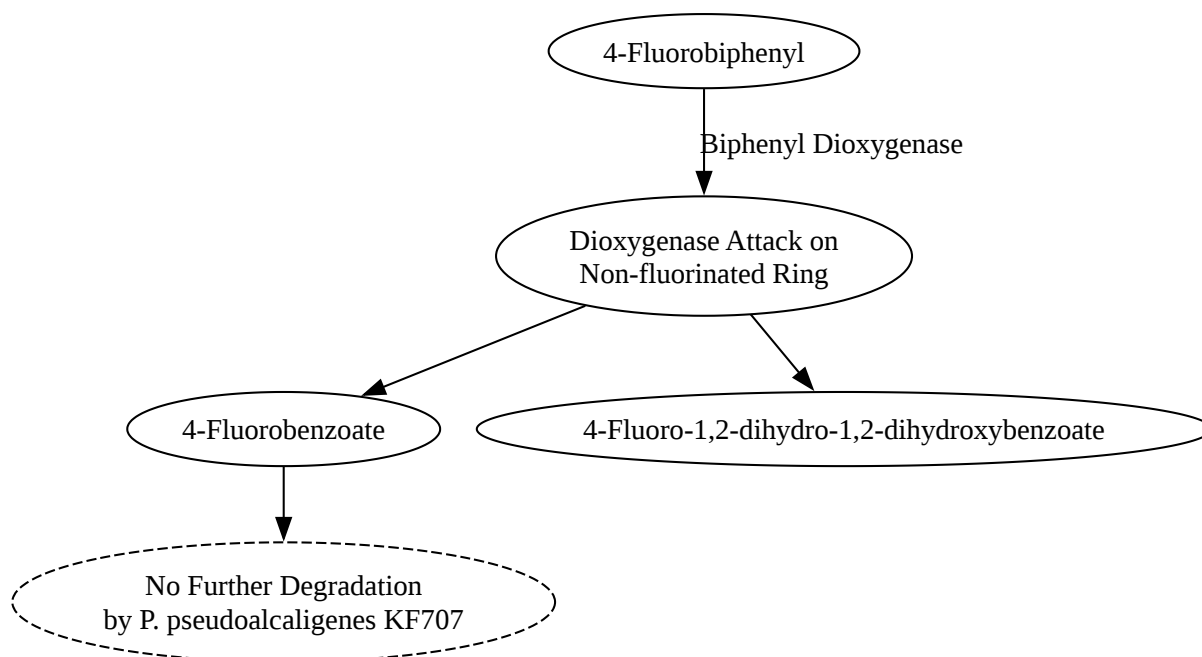 4-Fluorobiphenyl
Biphenyl Dioxygenase
Dioxygenase Attack on
Non-fluorinated Ring
4-Fluorobenzoate
4-Fluoro-1,2-dihydro-1,2-dihydroxybenzoate
No Further Degradation
by P. pseudoalcaligenes KF707